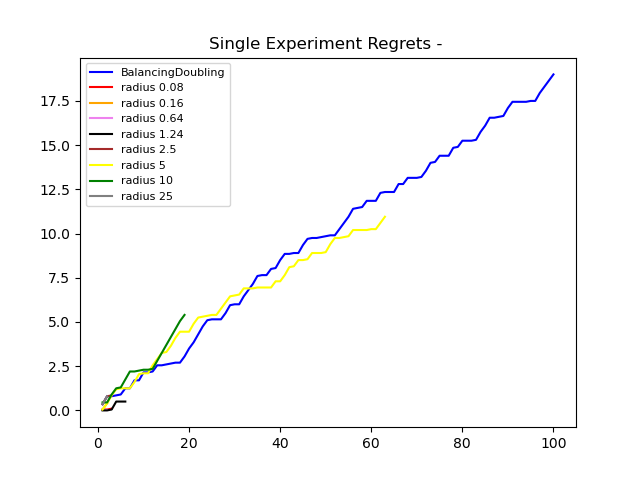 Single Experiment Regrets -
BalancingDoubling
radius 0.08
radius 0.16
radius 0.64
radius 1.24
radius 2.5
radius 5
radius 10
radius 25
17.5
15.0
12.5
10.0
7.5
5.0
2.5
0.0
0 20 40 60 80 100